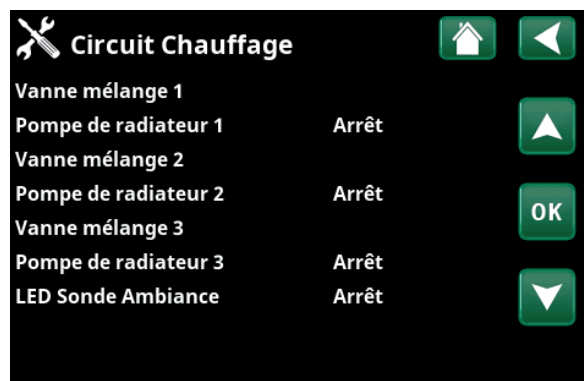 Circuit Chauffage
Vanne mélange 1
Pompe de radiateur 1 Arrêt
Vanne mélange 2
Pompe de radiateur 2 Arrêt
OK
Vanne mélange 3
Pompe de radiateur 3 Arrêt
LED Sonde Ambiance Arrêt